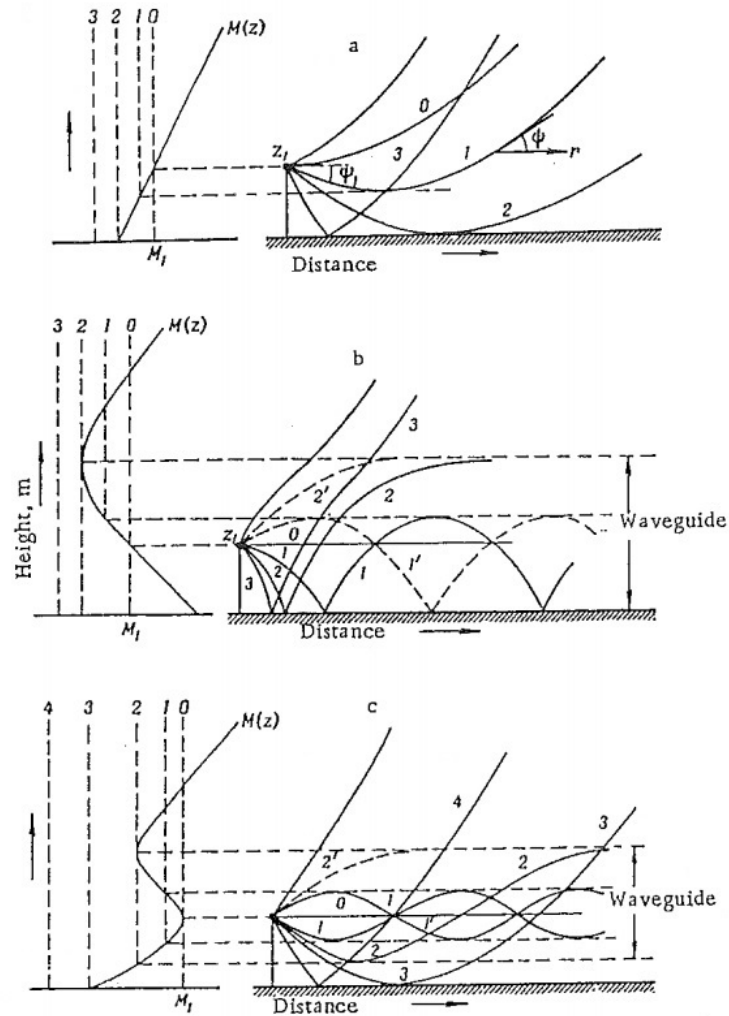 3 2 1 0 M(z)
a
0
z₁
ψ₁
3
1
ψ
r
2
M₁
Distance
3 2 1 0 M(z)
b
3
2'
2
Waveguide
z₁
0
1
1
1'
3 2
Height, m
M₁
Distance
4 3 2 1 0 M(z)
c
4
3
2'
2
0
1
Waveguide
1
1'
2
3
M₁
Distance